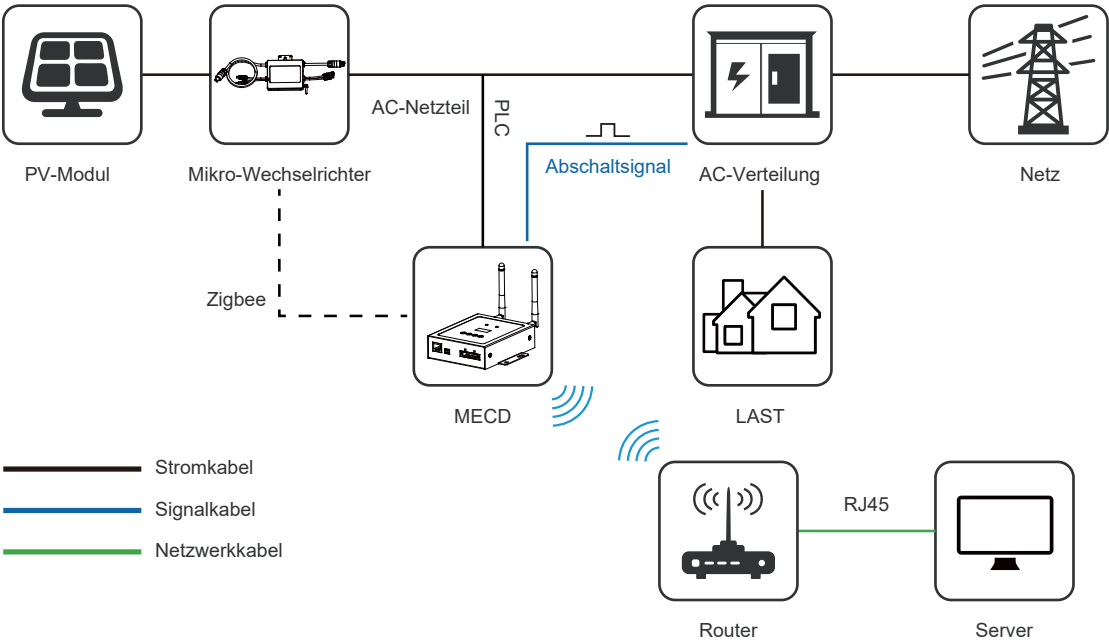 AC-Netzteil
PLC
Abschaltsignal
PV-Modul
Mikro-Wechselrichter
AC-Verteilung
Netz
Zigbee
MECD
LAST
Stromkabel
Signalkabel
Netzwerkkabel
RJ45
Router
Server